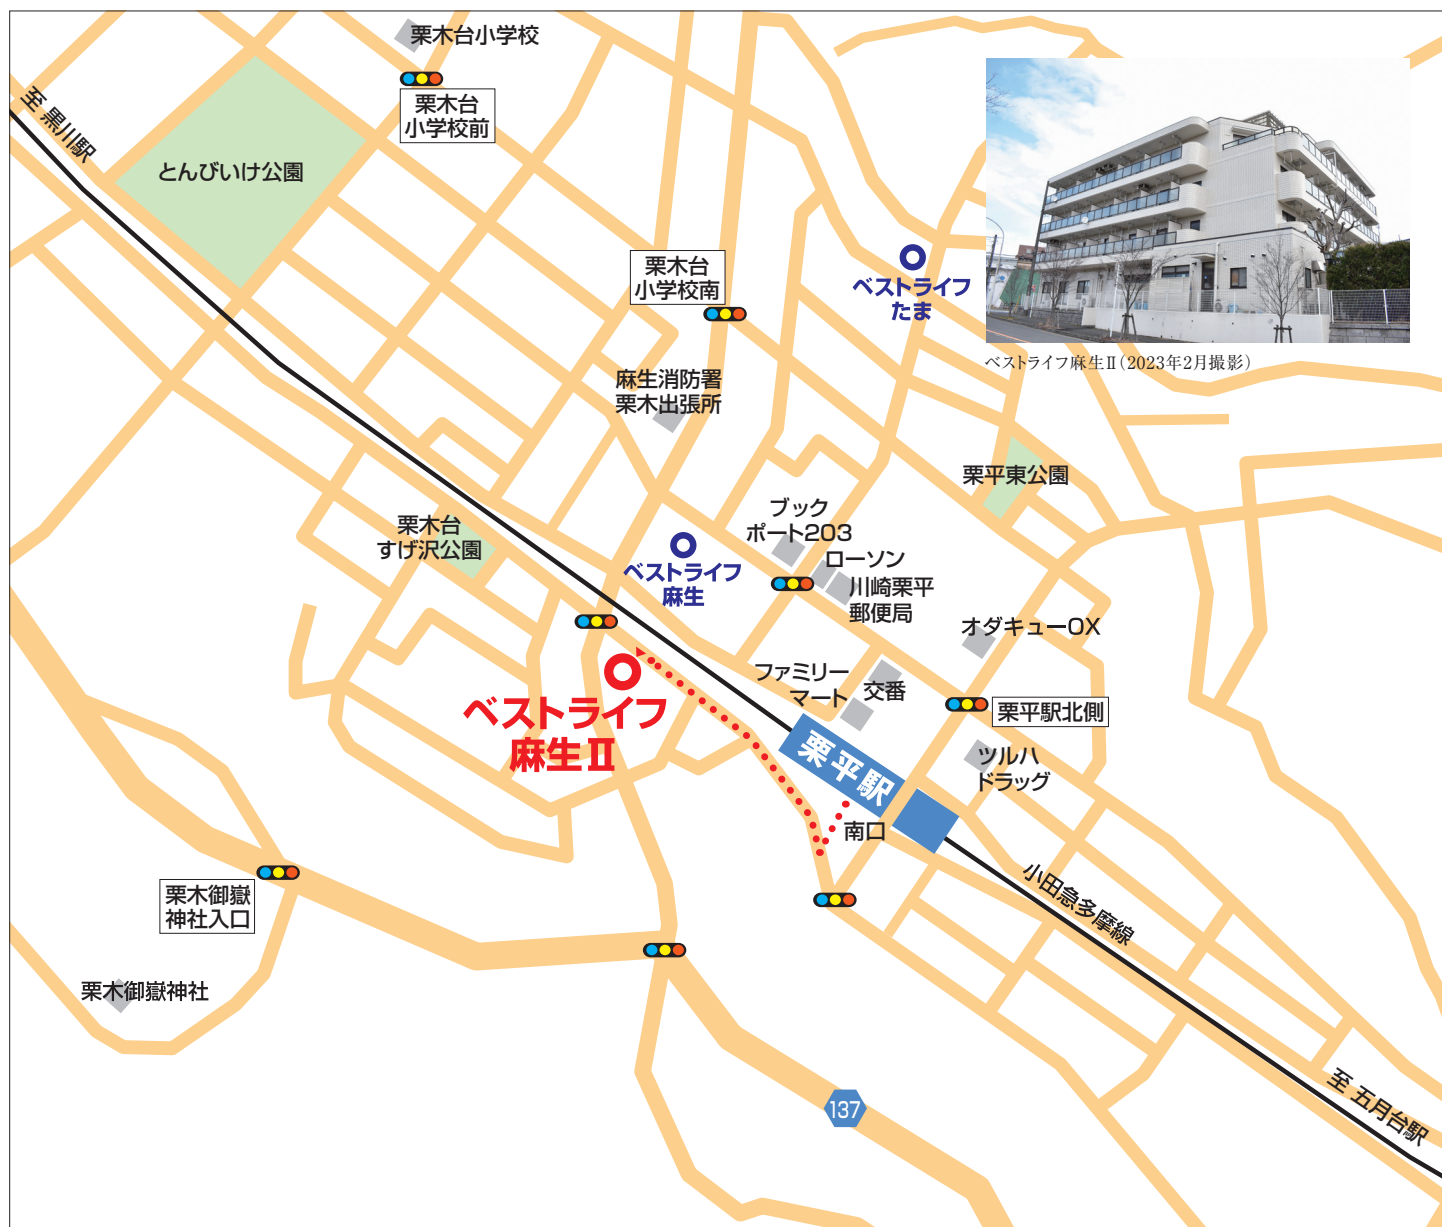 栗木台小学校
栗木台
小学校前
至 黒川駅
とんびいけ公園
栗木台
小学校南
ベストライフ
たま
ベストライフ麻生Ⅱ(2023年2月撮影)
麻生消防署
栗木出張所
栗平東公園
ブック
ポート203
栗木台
すげ沢公園
ローソン
川崎栗平
郵便局
ベストライフ
麻生
オダキューOX
ファミリー
マート
交番
ベストライフ
麻生Ⅱ
栗平駅北側
栗平駅
ツルハ
ドラッグ
南口
小田急多摩線
栗木御嶽
神社入口
栗木御嶽神社
137
至 五月台駅